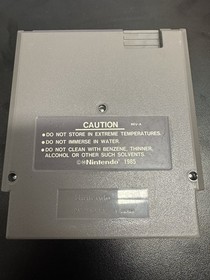 CAUTION
REV-A
●DO NOT STORE IN EXTREME TEMPERATURES.
●DO NOT IMMERSE IN WATER.
●DO NOT CLEAN WITH BENZENE, THINNER,
ALCOHOL OR OTHER SUCH SOLVENTS.
©Nintendo 1985